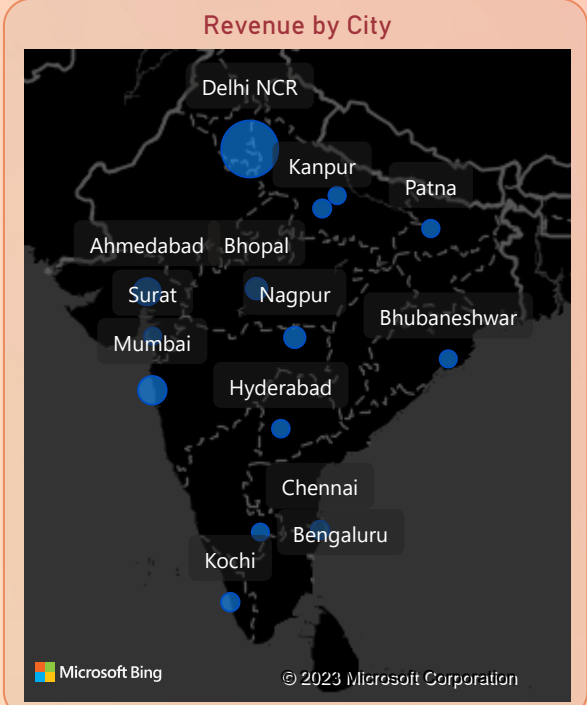 Revenue by City
Delhi NCR
Kanpur
Patna
Ahmedabad
Bhopal
Surat
Nagpur
Bhubaneshwar
Mumbai
Hyderabad
Chennai
Bengaluru
Kochi
Microsoft Bing
© 2023 Microsoft Corporation